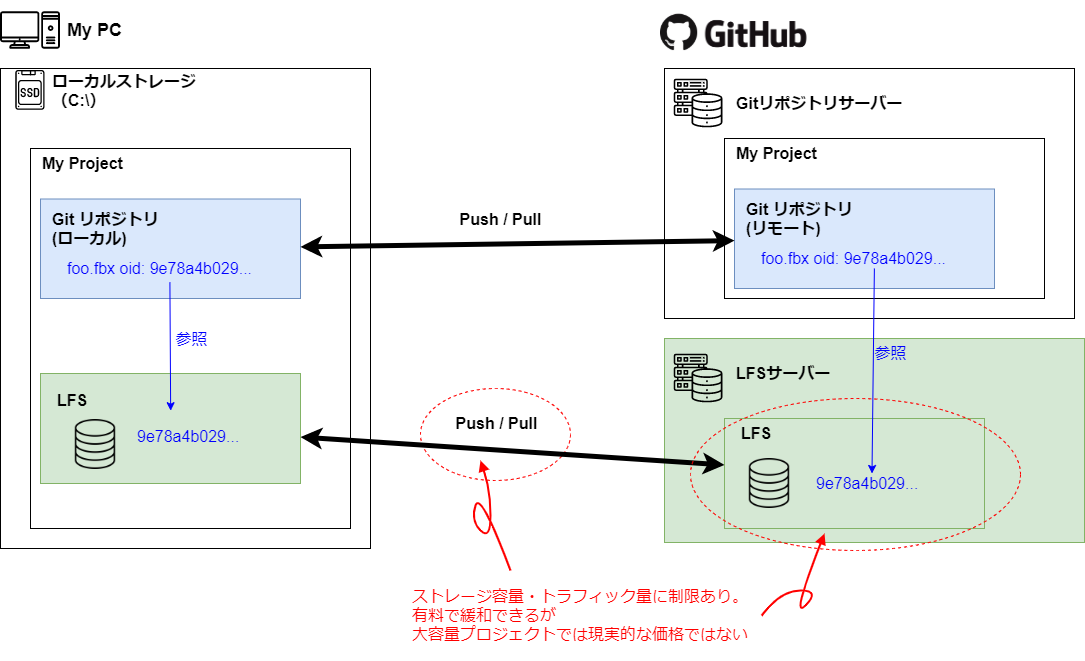 My PC
GitHub
SSD
ローカルストレージ
（C:\）
Gitリポジトリサーバー
My Project
My Project
Git リポジトリ
(ローカル)
foo.fbx oid: 9e78a4b029...
Push / Pull
Git リポジトリ
(リモート)
foo.fbx oid: 9e78a4b029...
参照
参照
LFSサーバー
LFS
9e78a4b029...
Push / Pull
LFS
9e78a4b029...
ストレージ容量・トラフィック量に制限あり。
有料で緩和できるが
大容量プロジェクトでは現実的な価格ではない